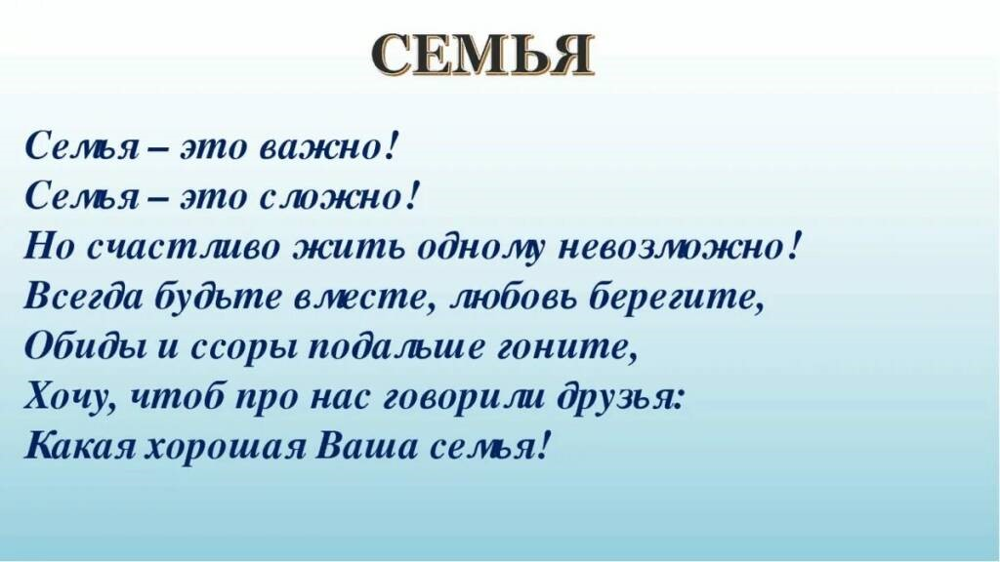 СЕМЬЯ
Семья – это важно!
Семья – это сложно!
Но счастливо жить одному невозможно!
Всегда будьте вместе, любовь берегите,
Обиды и ссоры подальше гоните,
Хочу, чтоб про нас говорили друзья:
Какая хорошая Ваша семья!